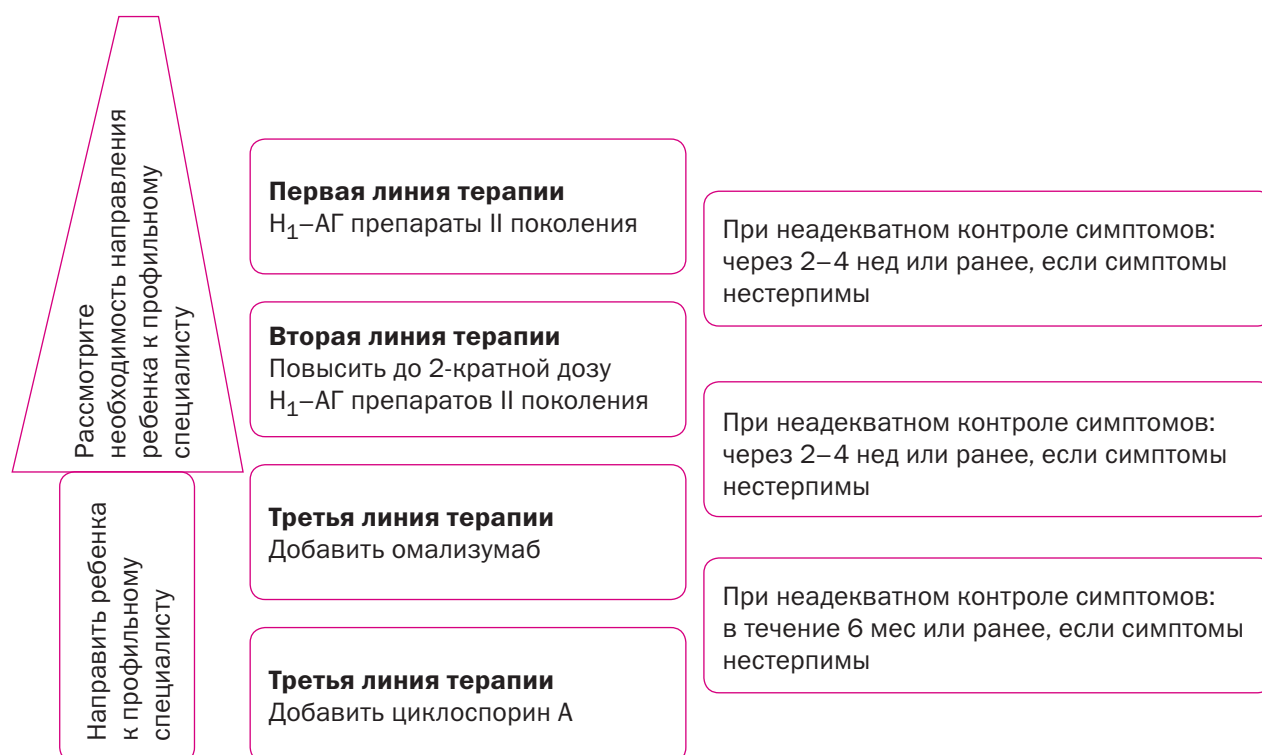 Рассмотрите
необходимость направления
ребенка к профильному
специалисту
Направить ребенка
к профильному
специалисту
Первая линия терапии
H₁–АГ препараты II поколения
Вторая линия терапии
Повысить до 2-кратной дозу
H₁–АГ препаратов II поколения
Третья линия терапии
Добавить омализумаб
Третья линия терапии
Добавить циклоспорин А
При неадекватном контроле симптомов:
через 2–4 нед или ранее, если симптомы
нестерпимы
При неадекватном контроле симптомов:
через 2–4 нед или ранее, если симптомы
нестерпимы
При неадекватном контроле симптомов:
в течение 6 мес или ранее, если симптомы
нестерпимы